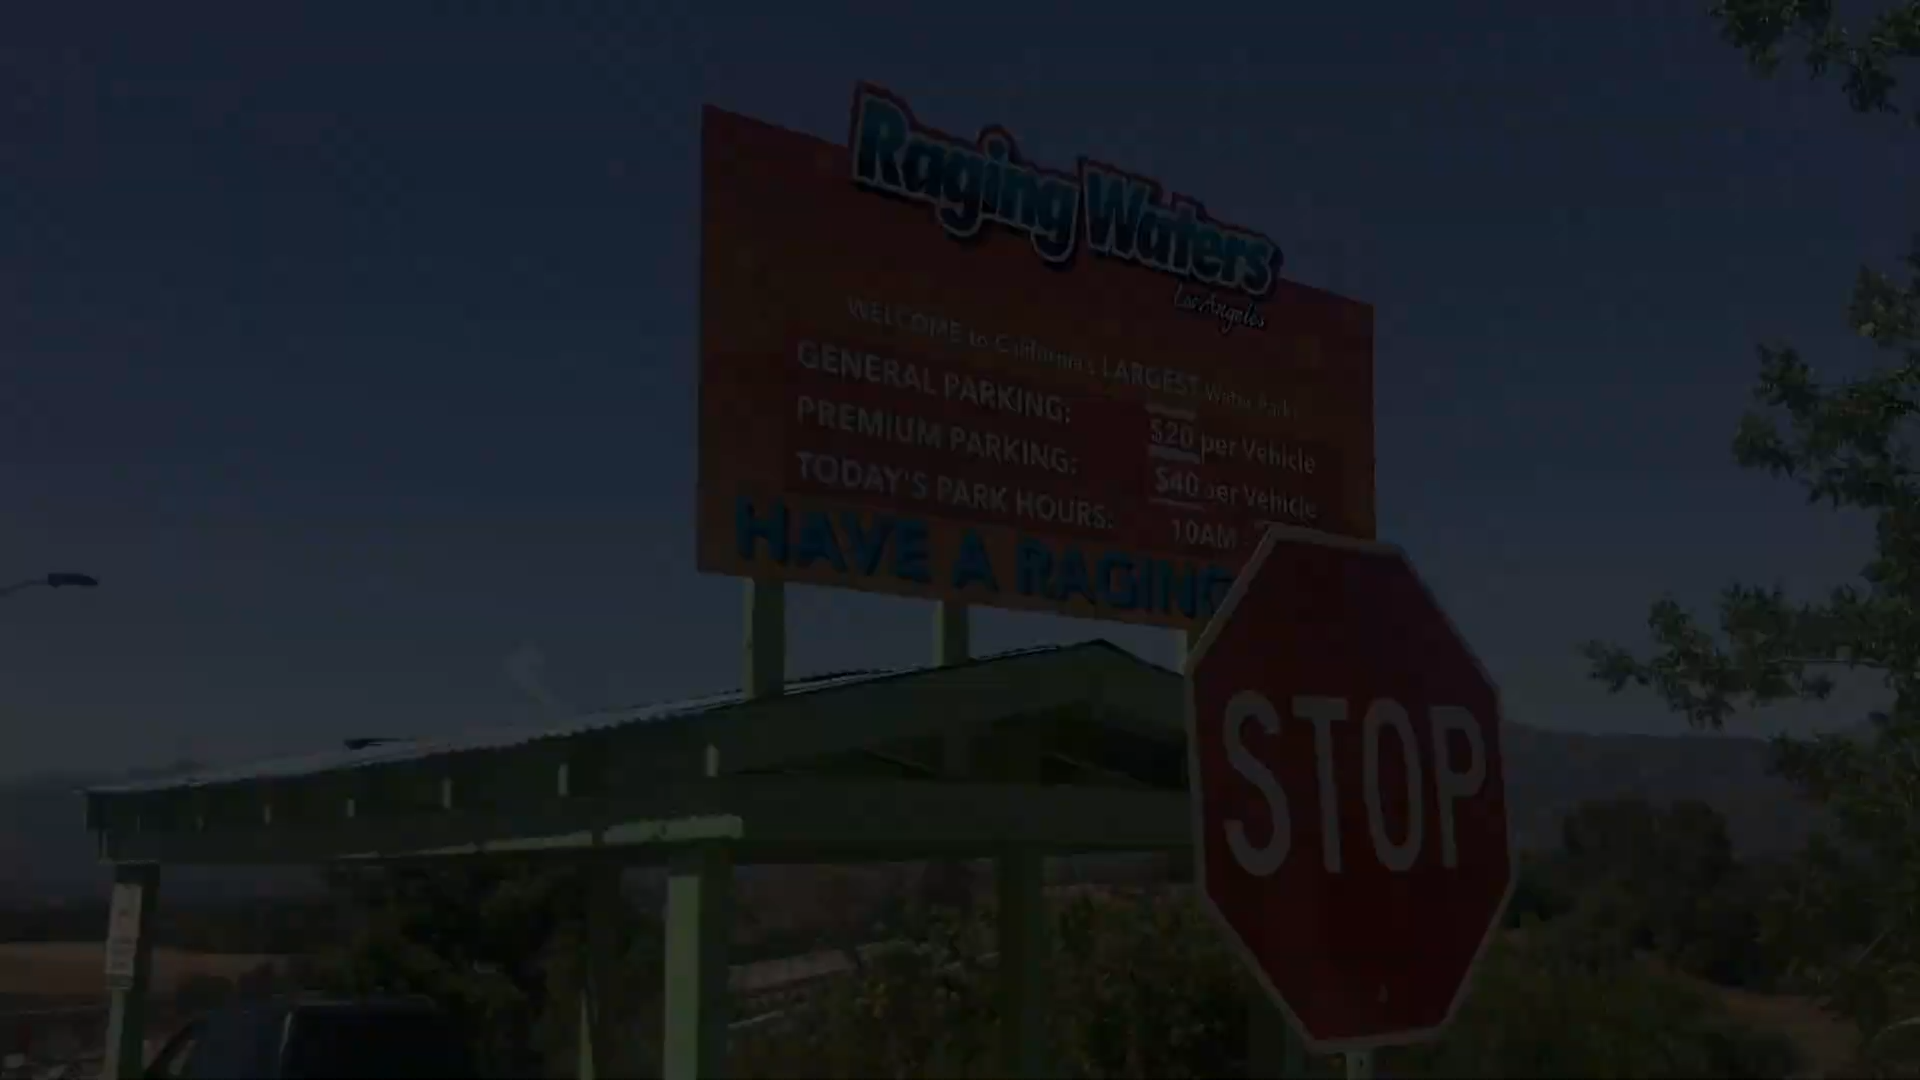 Raging Waters
Los Angeles
WELCOME to California's LARGEST Water Park!
GENERAL PARKING: $20 per Vehicle
PREMIUM PARKING: $40 per Vehicle
TODAY'S PARK HOURS: 10AM
HAVE A RAGING
STOP